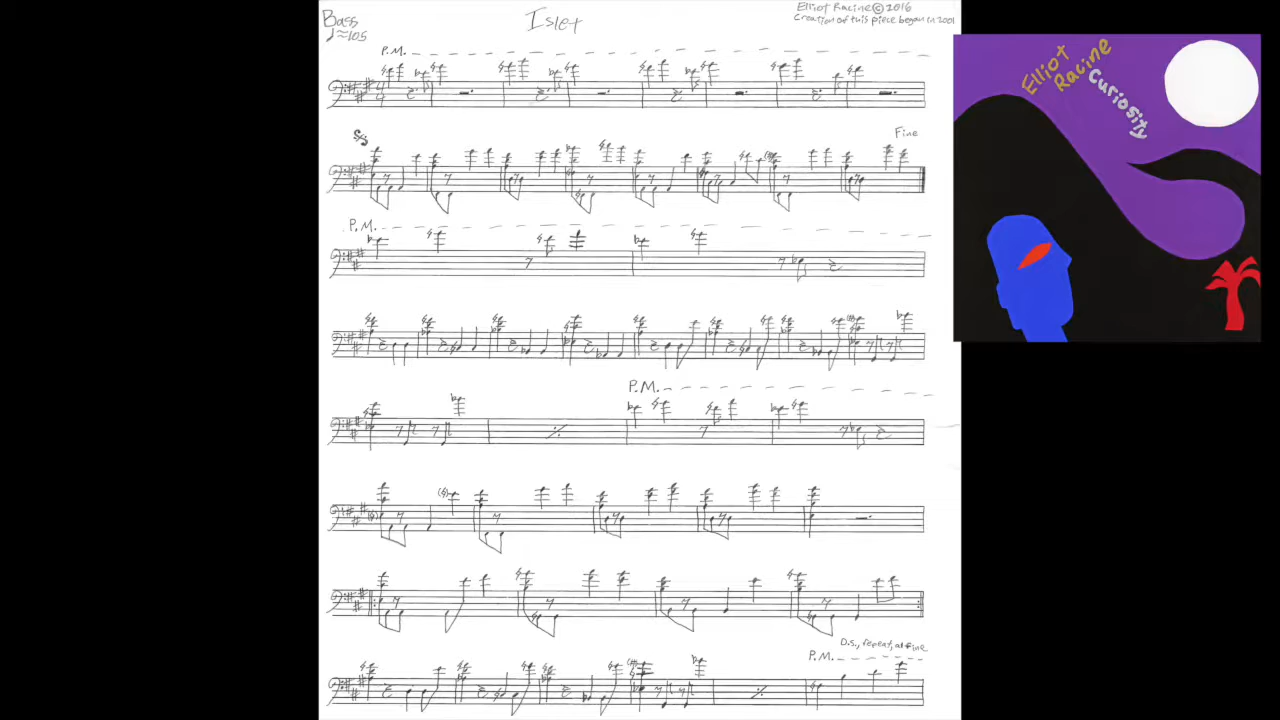 Bass
♩≈105
Islet
Elliot Racine©2016
Creation of this piece began in 2001
P.M.
Fine
P.M.
P.M.
D.S., repeat, al fine
P.M.
Elliot
Racine
Curiosity